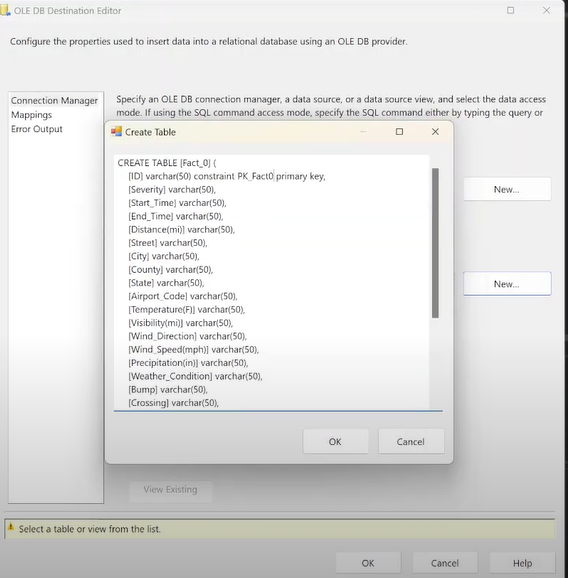 OLE DB Destination Editor
Configure the properties used to insert data into a relational database using an OLE DB provider.
Connection Manager
Mappings
Error Output
Specify an OLE DB connection manager, a data source, or a data source view, and select the data access
mode. If using the SQL command access mode, specify the SQL command either by typing the query or
Create Table
CREATE TABLE [Fact_0] (
[ID] varchar(50) constraint PK_Fact0 primary key,
[Severity] varchar(50),
[Start_Time] varchar(50),
[End_Time] varchar(50),
[Distance(mi)] varchar(50),
[Street] varchar(50),
[City] varchar(50),
[County] varchar(50),
[State] varchar(50),
[Airport_Code] varchar(50),
[Temperature(F)] varchar(50),
[Visibility(mi)] varchar(50),
[Wind_Direction] varchar(50),
[Wind_Speed(mph)] varchar(50),
[Precipitation(in)] varchar(50),
[Weather_Condition] varchar(50),
[Bump] varchar(50),
[Crossing] varchar(50),
OK
Cancel
New...
New...
View Existing
Select a table or view from the list.
OK
Cancel
Help